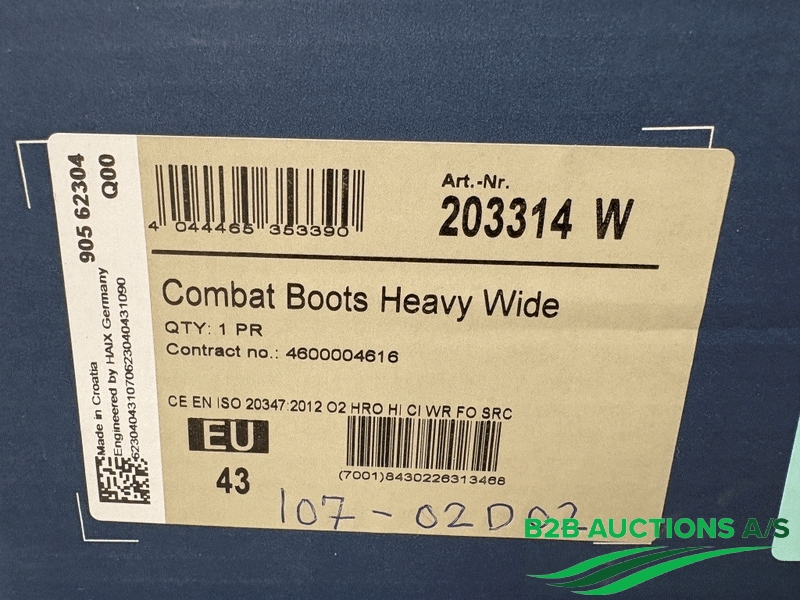 905 62304
Q00
Made in Croatia
Engineered by HAIX Germany
623040431070623040431090
4 044465 353390
Art.-Nr.
203314 W
Combat Boots Heavy Wide
QTY: 1 PR
Contract no.: 4600004616
CE EN ISO 20347:2012 O2 HRO HI CI WR FO SRC
EU
43
(7001)8430226313468
107-02D02
B2B-AUCTIONS A/S